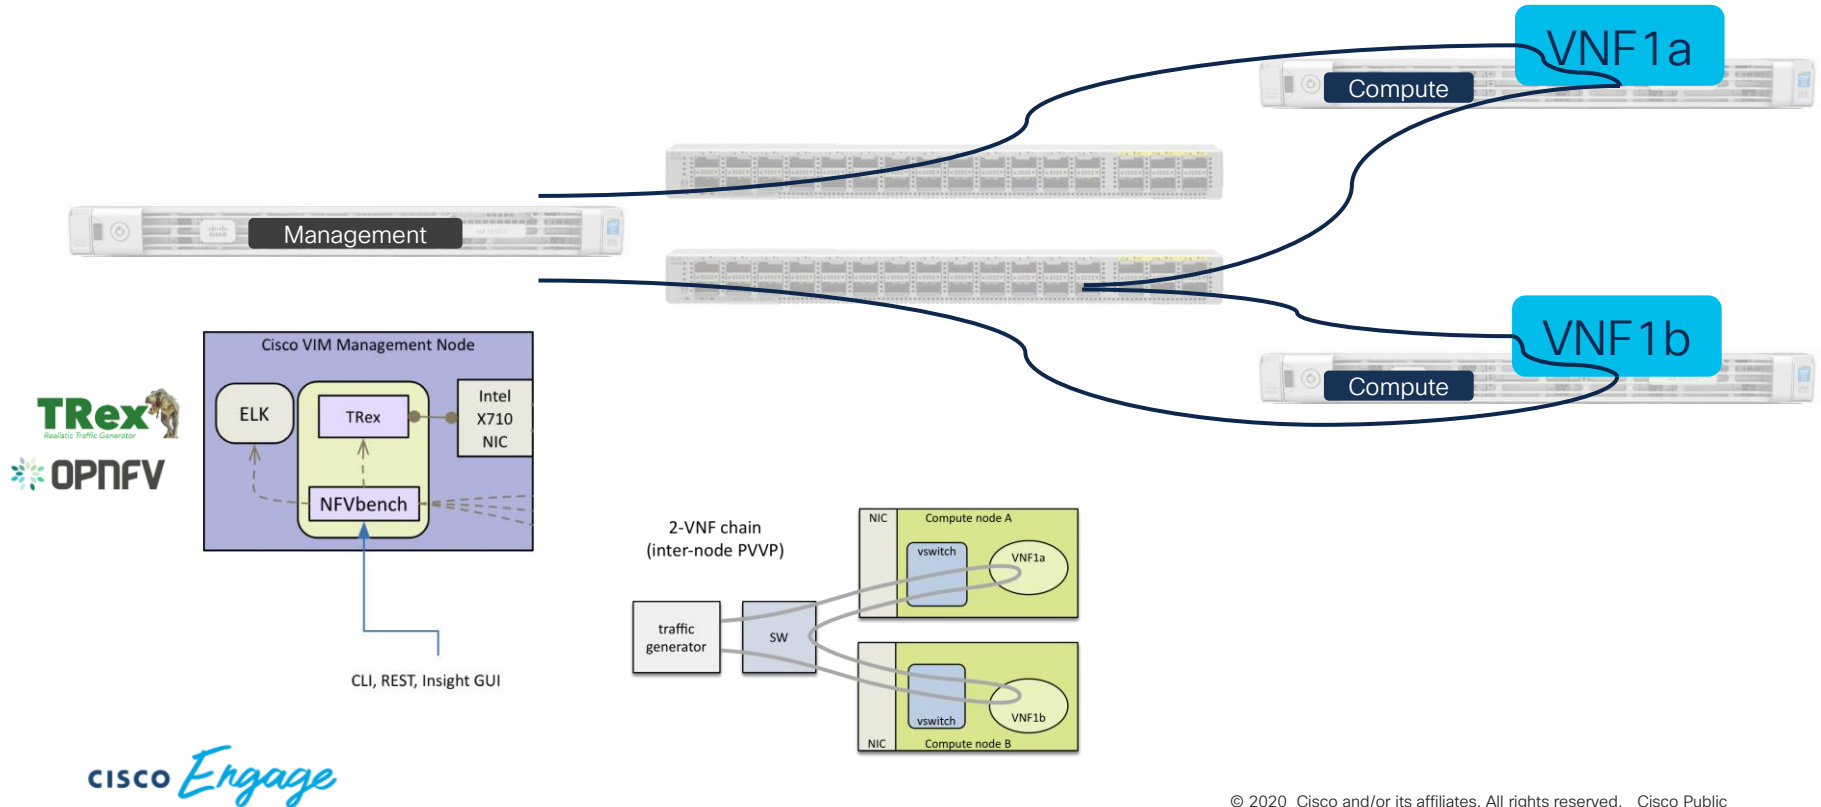 VNF1a
Compute
Management
VNF1b
Compute
Cisco VIM Management Node
ELK
TRex
Intel
X710
NIC
NFVbench
TRex
Realistic Traffic Generator
OPNFV
CLI, REST, Insight GUI
2-VNF chain
(inter-node PVVP)
traffic
generator
SW
NIC
Compute node A
vswitch
VNF1a
vswitch
VNF1b
NIC
Compute node B
CISCO Engage
© 2020 Cisco and/or its affiliates. All rights reserved. Cisco Public